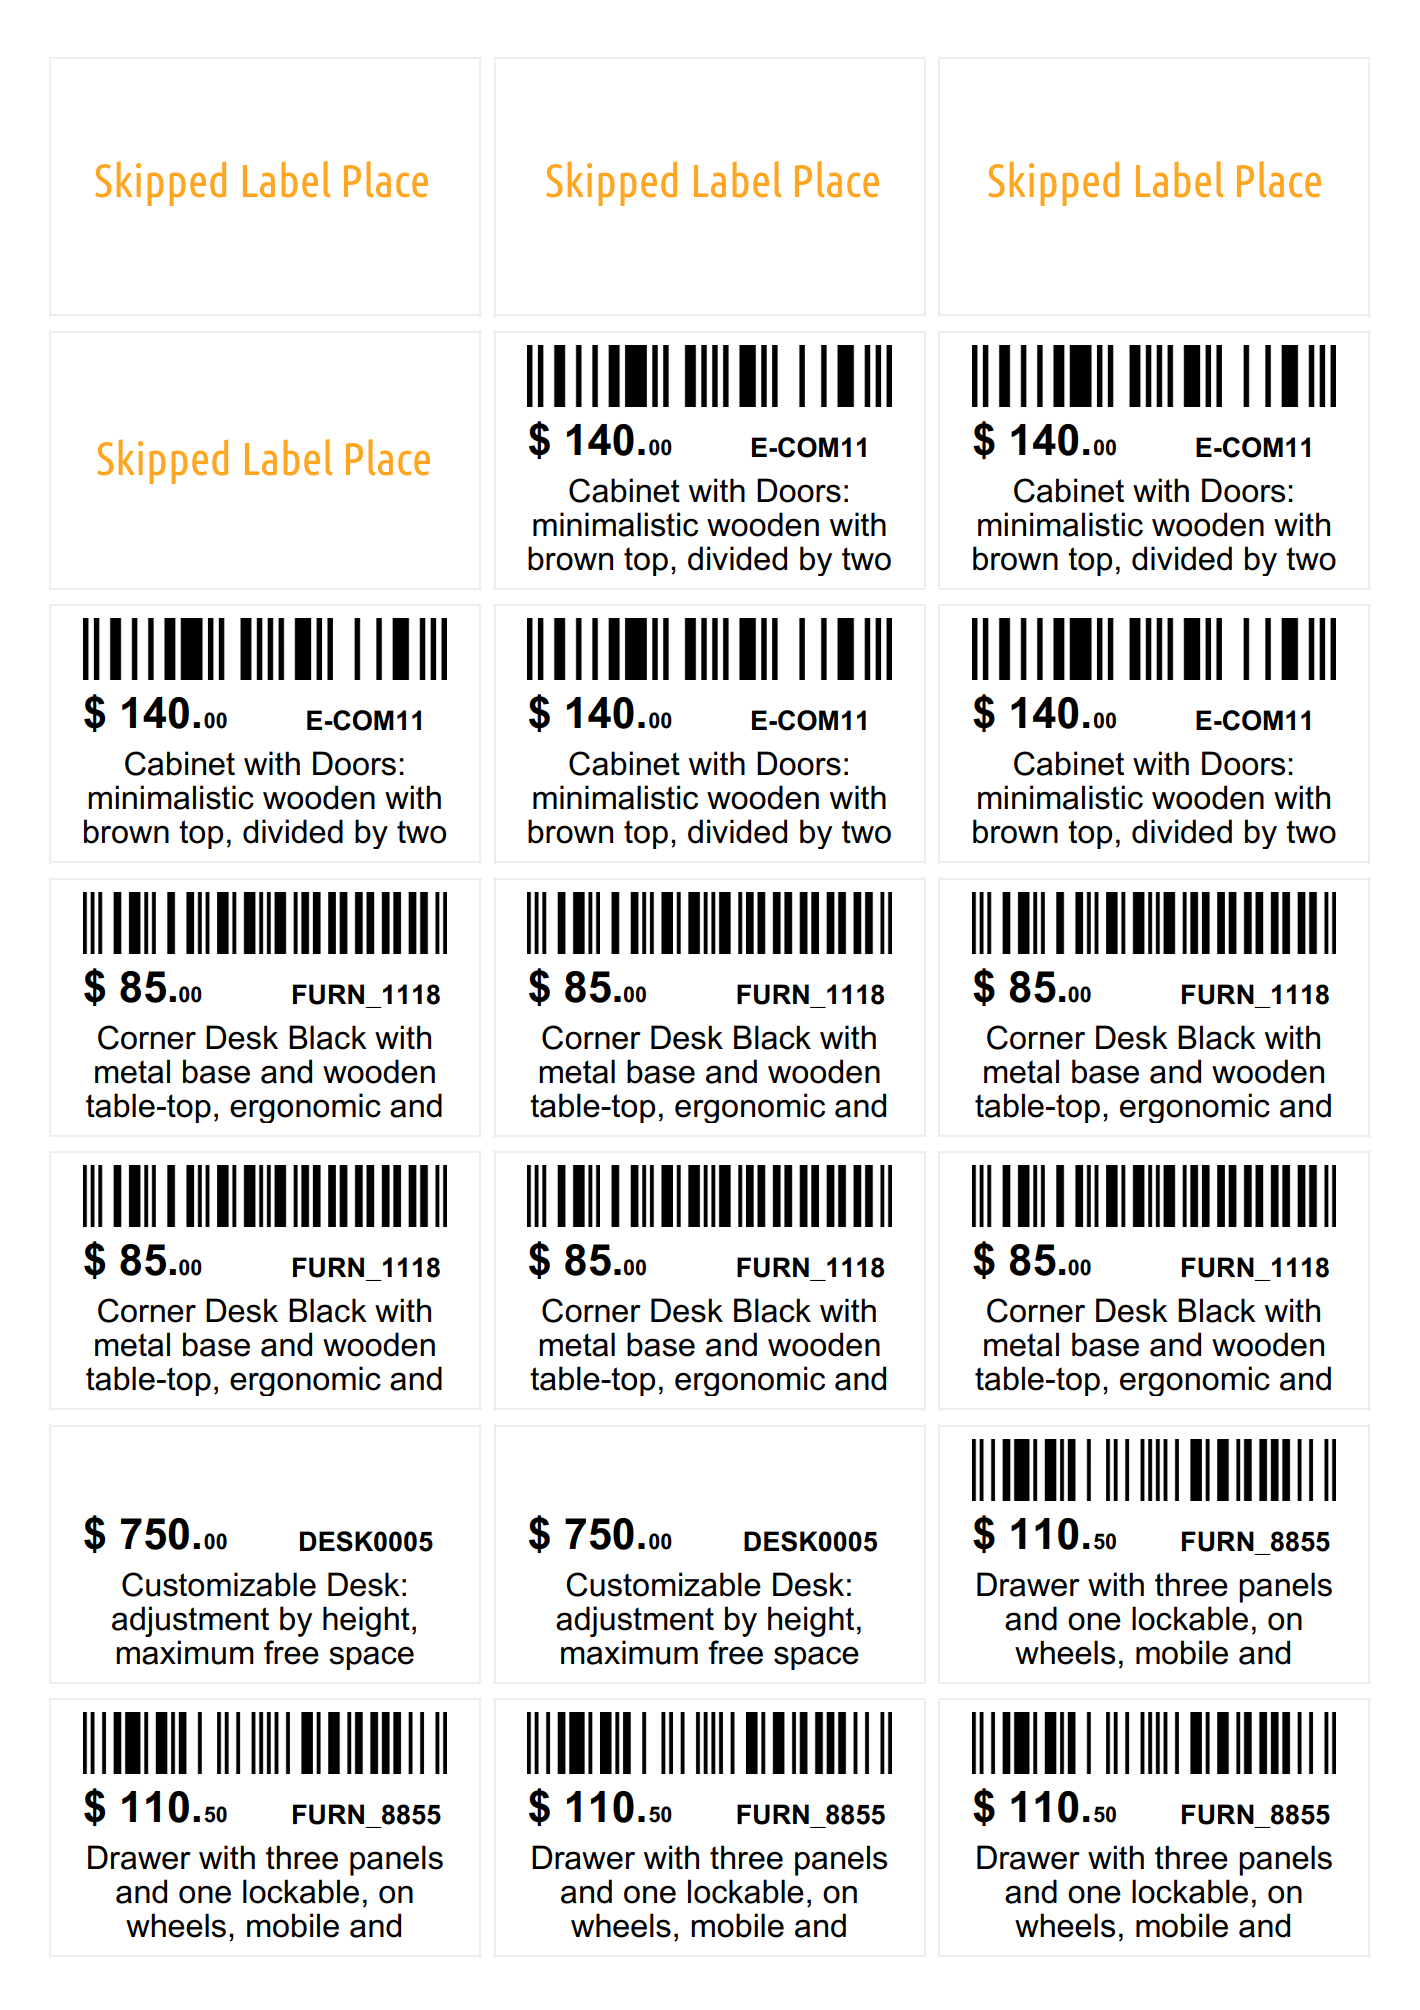 Skipped Label Place
Skipped Label Place
Skipped Label Place
Skipped Label Place
$ 140.00 E-COM11
Cabinet with Doors:
minimalistic wooden with
brown top, divided by two
$ 140.00 E-COM11
Cabinet with Doors:
minimalistic wooden with
brown top, divided by two
$ 140.00 E-COM11
Cabinet with Doors:
minimalistic wooden with
brown top, divided by two
$ 140.00 E-COM11
Cabinet with Doors:
minimalistic wooden with
brown top, divided by two
$ 140.00 E-COM11
Cabinet with Doors:
minimalistic wooden with
brown top, divided by two
$ 85.00 FURN_1118
Corner Desk Black with
metal base and wooden
table-top, ergonomic and
$ 85.00 FURN_1118
Corner Desk Black with
metal base and wooden
table-top, ergonomic and
$ 85.00 FURN_1118
Corner Desk Black with
metal base and wooden
table-top, ergonomic and
$ 85.00 FURN_1118
Corner Desk Black with
metal base and wooden
table-top, ergonomic and
$ 85.00 FURN_1118
Corner Desk Black with
metal base and wooden
table-top, ergonomic and
$ 85.00 FURN_1118
Corner Desk Black with
metal base and wooden
table-top, ergonomic and
$ 750.00 DESK0005
Customizable Desk:
adjustment by height,
maximum free space
$ 750.00 DESK0005
Customizable Desk:
adjustment by height,
maximum free space
$ 110.50 FURN_8855
Drawer with three panels
and one lockable, on
wheels, mobile and
$ 110.50 FURN_8855
Drawer with three panels
and one lockable, on
wheels, mobile and
$ 110.50 FURN_8855
Drawer with three panels
and one lockable, on
wheels, mobile and
$ 110.50 FURN_8855
Drawer with three panels
and one lockable, on
wheels, mobile and